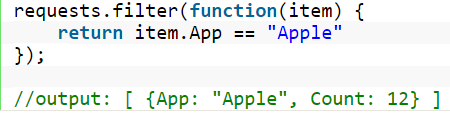 requests.filter(function(item) {
    return item.App == "Apple"
});
//output: [ {App: "Apple", Count: 12} ]